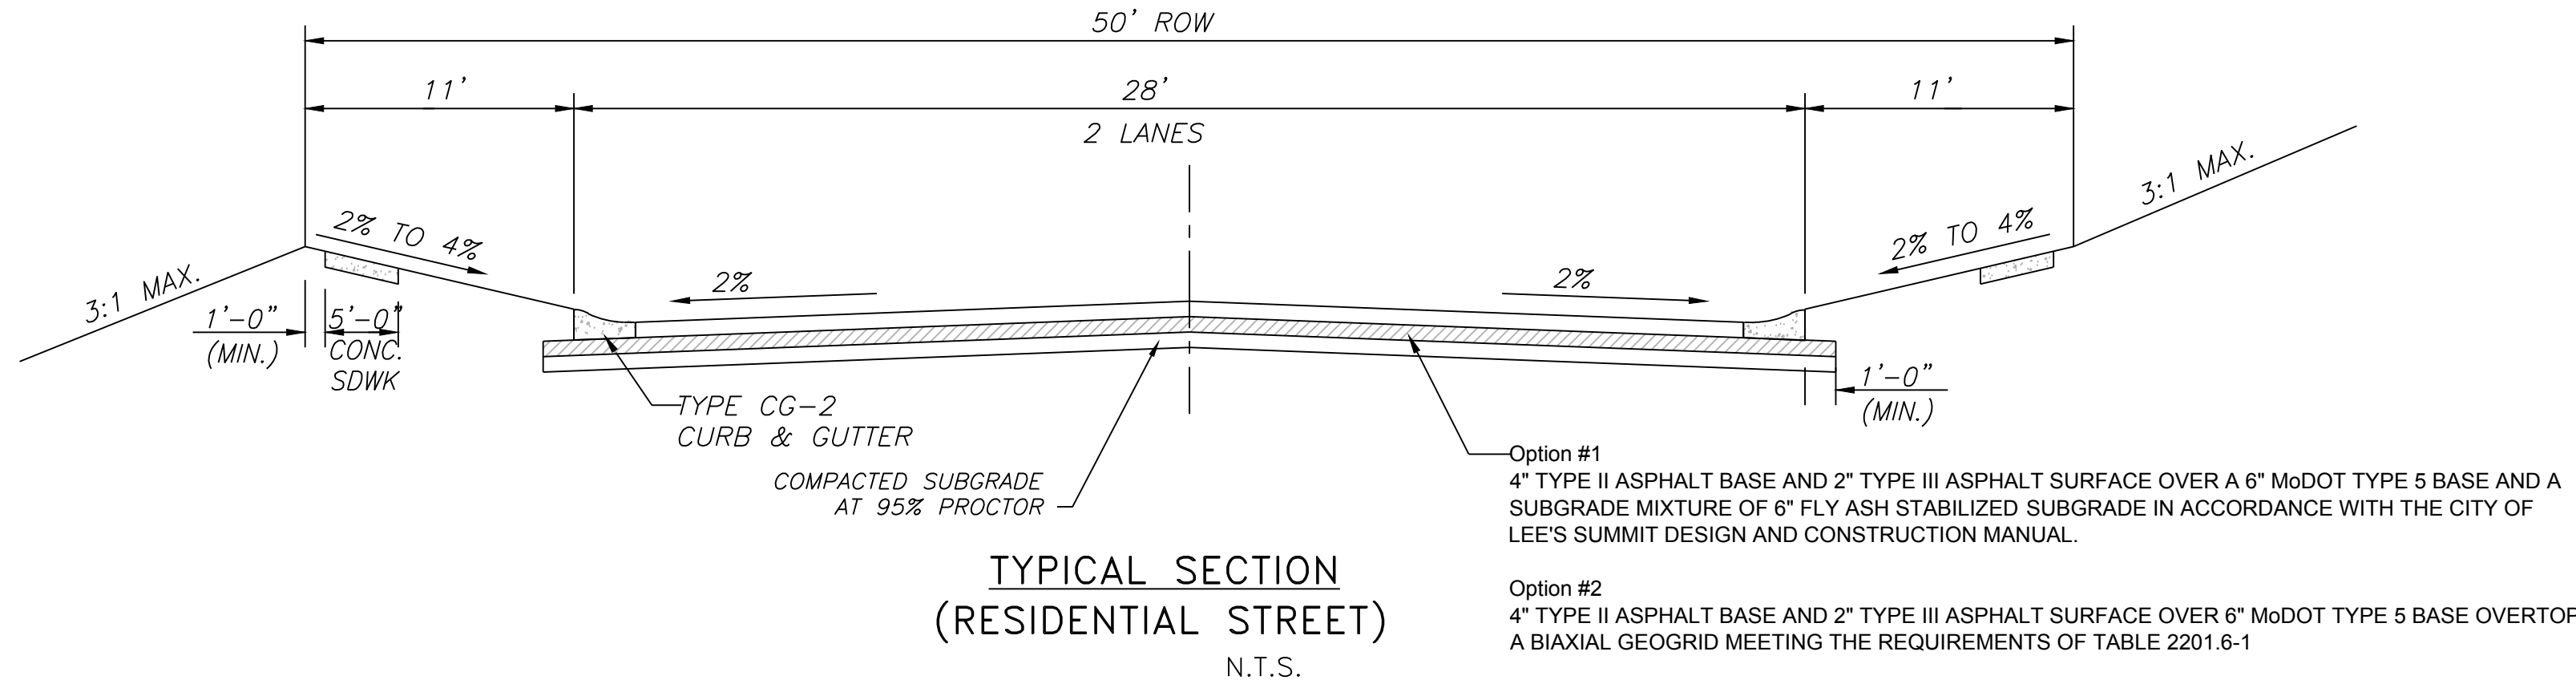 50' ROW
11'
28'
11'
2 LANES
3:1 MAX.
2% TO 4%
2%
2%
2% TO 4%
3:1 MAX.
1'-0"
(MIN.)
5'-0"
CONC.
SDWK
1'-0"
(MIN.)
TYPE CG-2
CURB & GUTTER
COMPACTED SUBGRADE
AT 95% PROCTOR
Option #1
4" TYPE II ASPHALT BASE AND 2" TYPE III ASPHALT SURFACE OVER A 6" MoDOT TYPE 5 BASE AND A
SUBGRADE MIXTURE OF 6" FLY ASH STABILIZED SUBGRADE IN ACCORDANCE WITH THE CITY OF
LEE'S SUMMIT DESIGN AND CONSTRUCTION MANUAL.
Option #2
4" TYPE II ASPHALT BASE AND 2" TYPE III ASPHALT SURFACE OVER 6" MoDOT TYPE 5 BASE OVERTOP
A BIAXIAL GEOGRID MEETING THE REQUIREMENTS OF TABLE 2201.6-1
TYPICAL SECTION
(RESIDENTIAL STREET)
N.T.S.